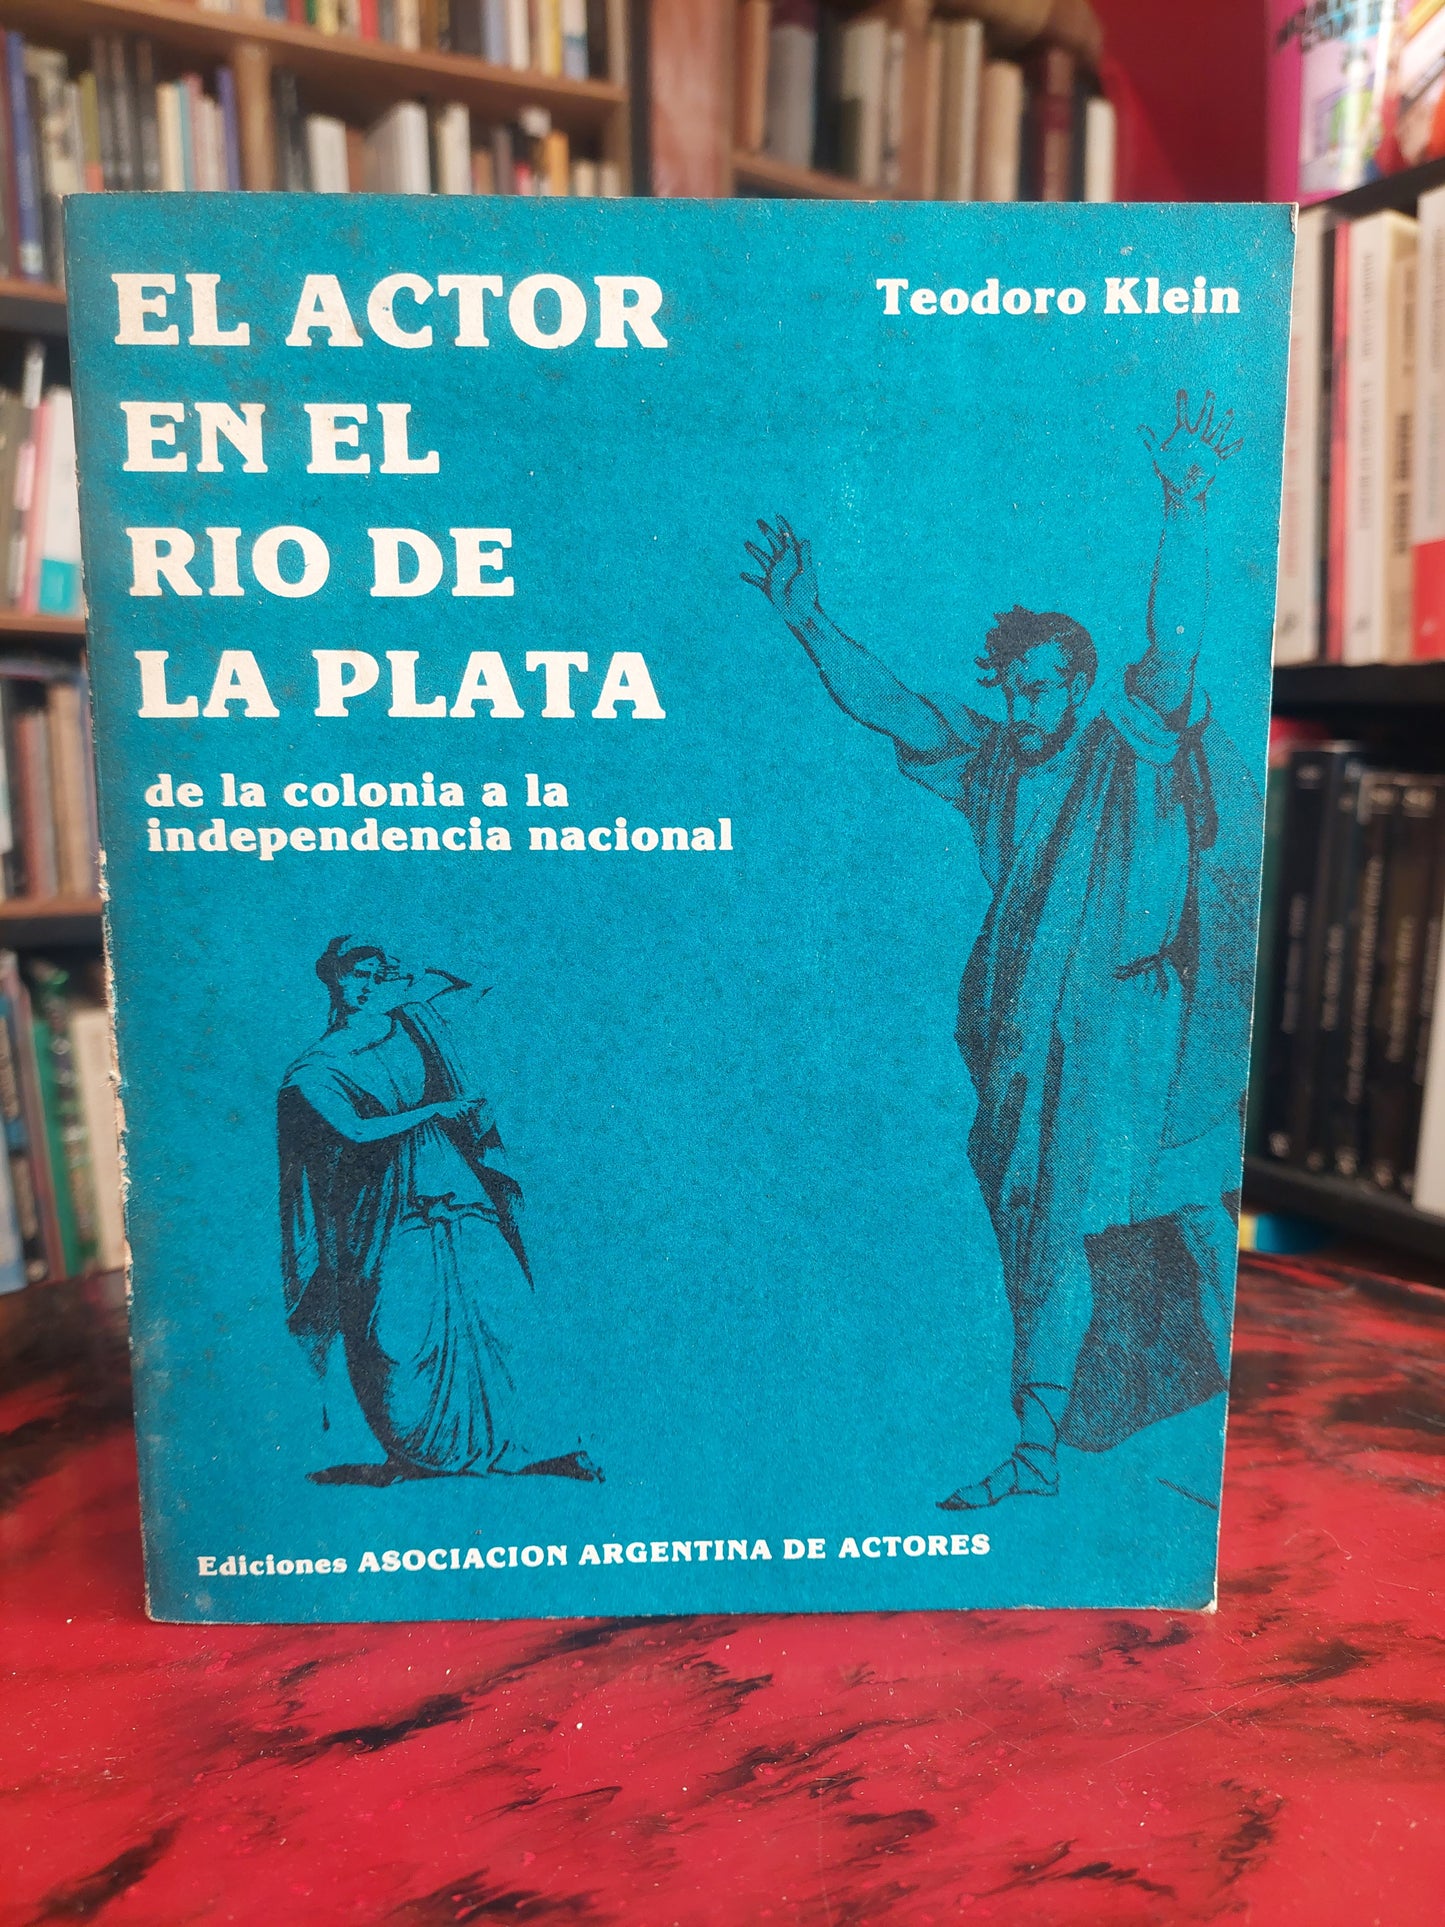 EL ACTOR
EN EL
RIO DE
LA PLATA
Teodoro Klein
de la colonia a la
independencia nacional
Ediciones ASOCIACION ARGENTINA DE ACTORES